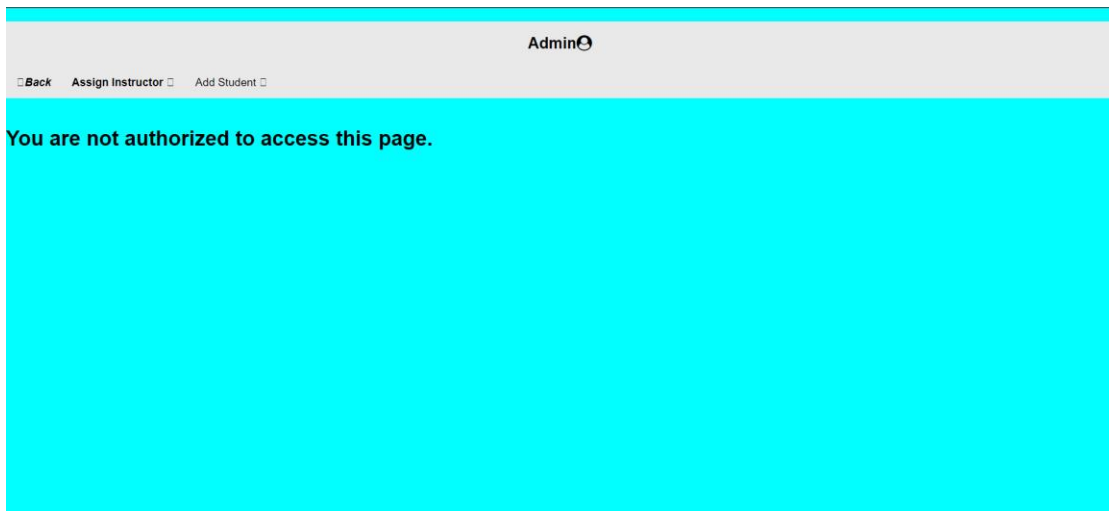 Admin
Back Assign Instructor Add Student
You are not authorized to access this page.